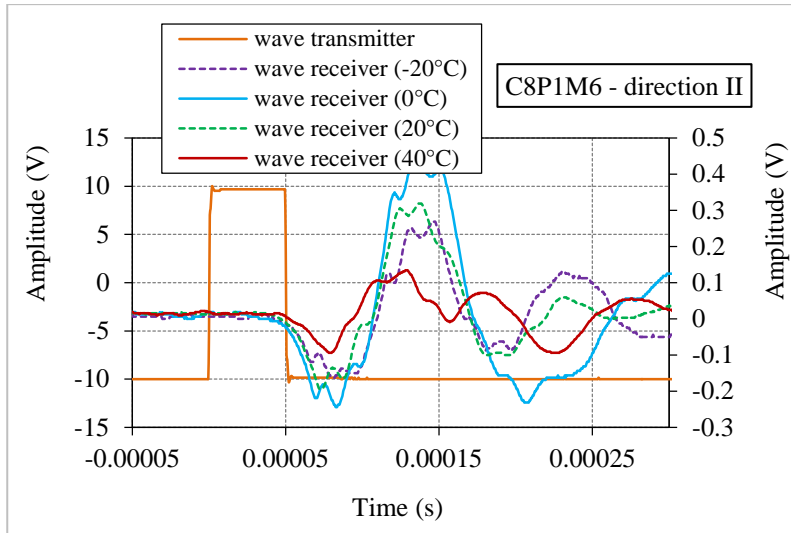 wave transmitter
wave receiver (-20°C)
wave receiver (0°C)
wave receiver (20°C)
wave receiver (40°C)
C8P1M6 - direction II
15
10
5
0
-5
-10
-15
Amplitude (V)
0.5
0.4
0.3
0.2
0.1
0
-0.1
-0.2
-0.3
Amplitude (V)
-0.00005
0.00005
0.00015
0.00025
Time (s)